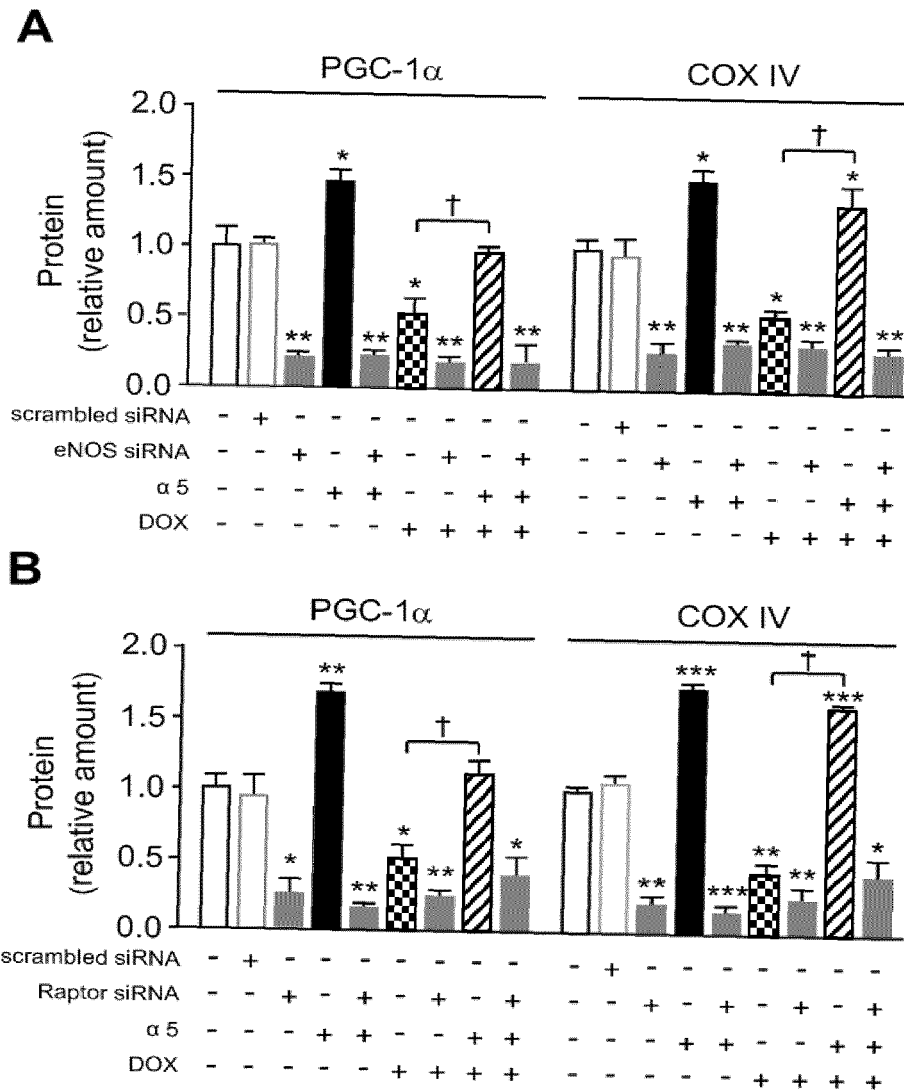 A
PGC-1α COX IV
Protein
(relative amount)
2.0
1.5
1.0
0.5
0.0
* * † † * *
** ** * ** ** ** ** * ** **
scrambled siRNA - + - - - - - - - - + - - - - - - -
eNOS siRNA - - + - + - + - + - - + - + - + - +
α 5 - - - + + - - + + - - - + + - - + +
DOX - - - - - + + + + - - - - - + + + +
B
PGC-1α COX IV
Protein
(relative amount)
2.0
1.5
1.0
0.5
0.0
** *** † † ***
* ** * ** * ** *** ** ** *
scrambled siRNA - + - - - - - - - - + - - - - - - -
Raptor siRNA - - + - + - + - + - - + - + - + - +
α 5 - - - + + - - + + - - - + + - - + +
DOX - - - - - + + + + - - - - - + + + +